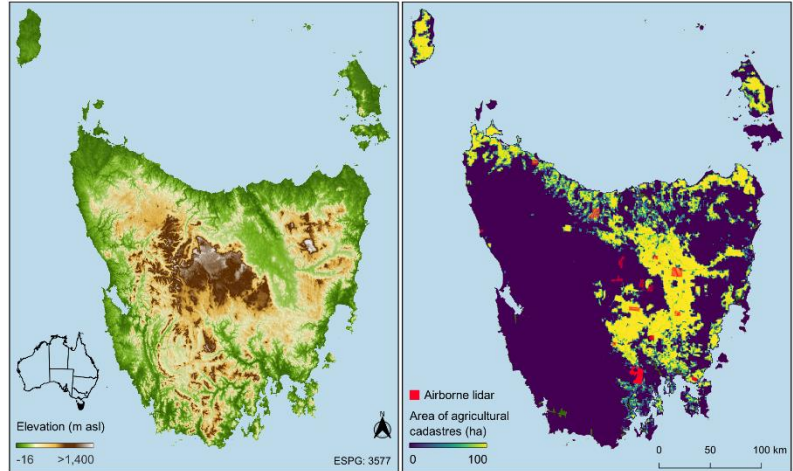 Elevation (m asl)
-16
>1,400
N
ESPG: 3577
Airborne lidar
Area of agricultural
cadastres (ha)
0
100
0
50
100 km